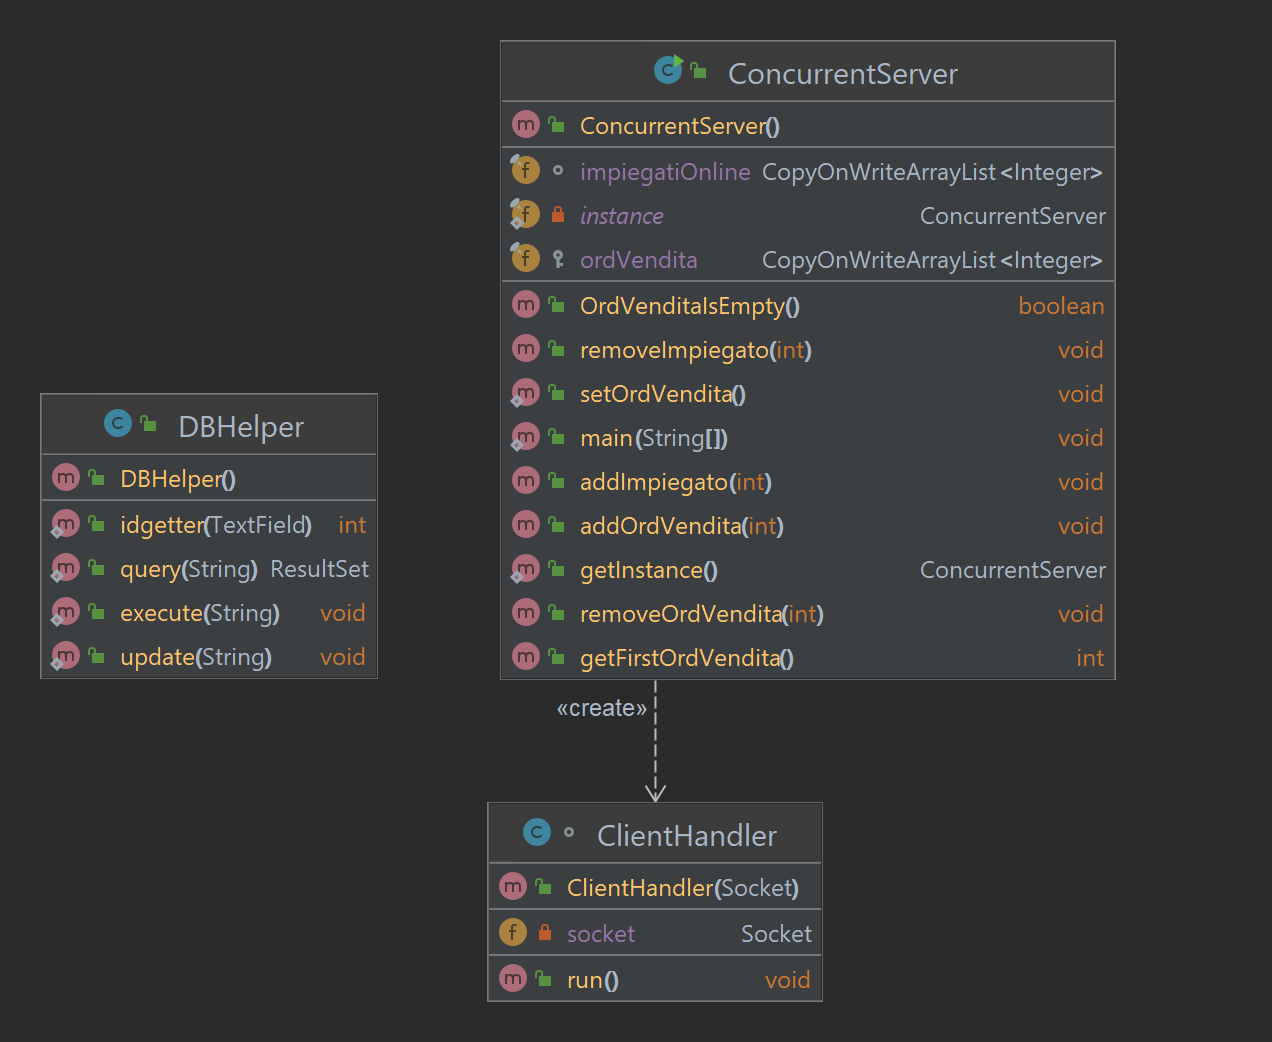 ConcurrentServer
ConcurrentServer()
impiegatiOnline CopyOnWriteArrayList<Integer>
instance ConcurrentServer
ordVendita CopyOnWriteArrayList<Integer>
OrdVenditaIsEmpty() boolean
removeImpiegato(int) void
setOrdVendita() void
main(String[]) void
addImpiegato(int) void
addOrdVendita(int) void
getInstance() ConcurrentServer
removeOrdVendita(int) void
getFirstOrdVendita() int
DBHelper
DBHelper()
idgetter(TextField) int
query(String) ResultSet
execute(String) void
update(String) void
«create»
ClientHandler
ClientHandler(Socket)
socket Socket
run() void